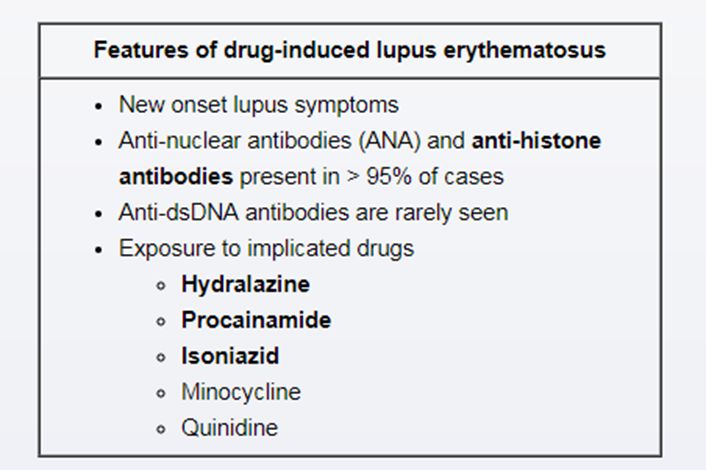 Features of drug-induced lupus erythematosus
• New onset lupus symptoms
• Anti-nuclear antibodies (ANA) and anti-histone
antibodies present in > 95% of cases
• Anti-dsDNA antibodies are rarely seen
• Exposure to implicated drugs
◦ Hydralazine
◦ Procainamide
◦ Isoniazid
◦ Minocycline
◦ Quinidine